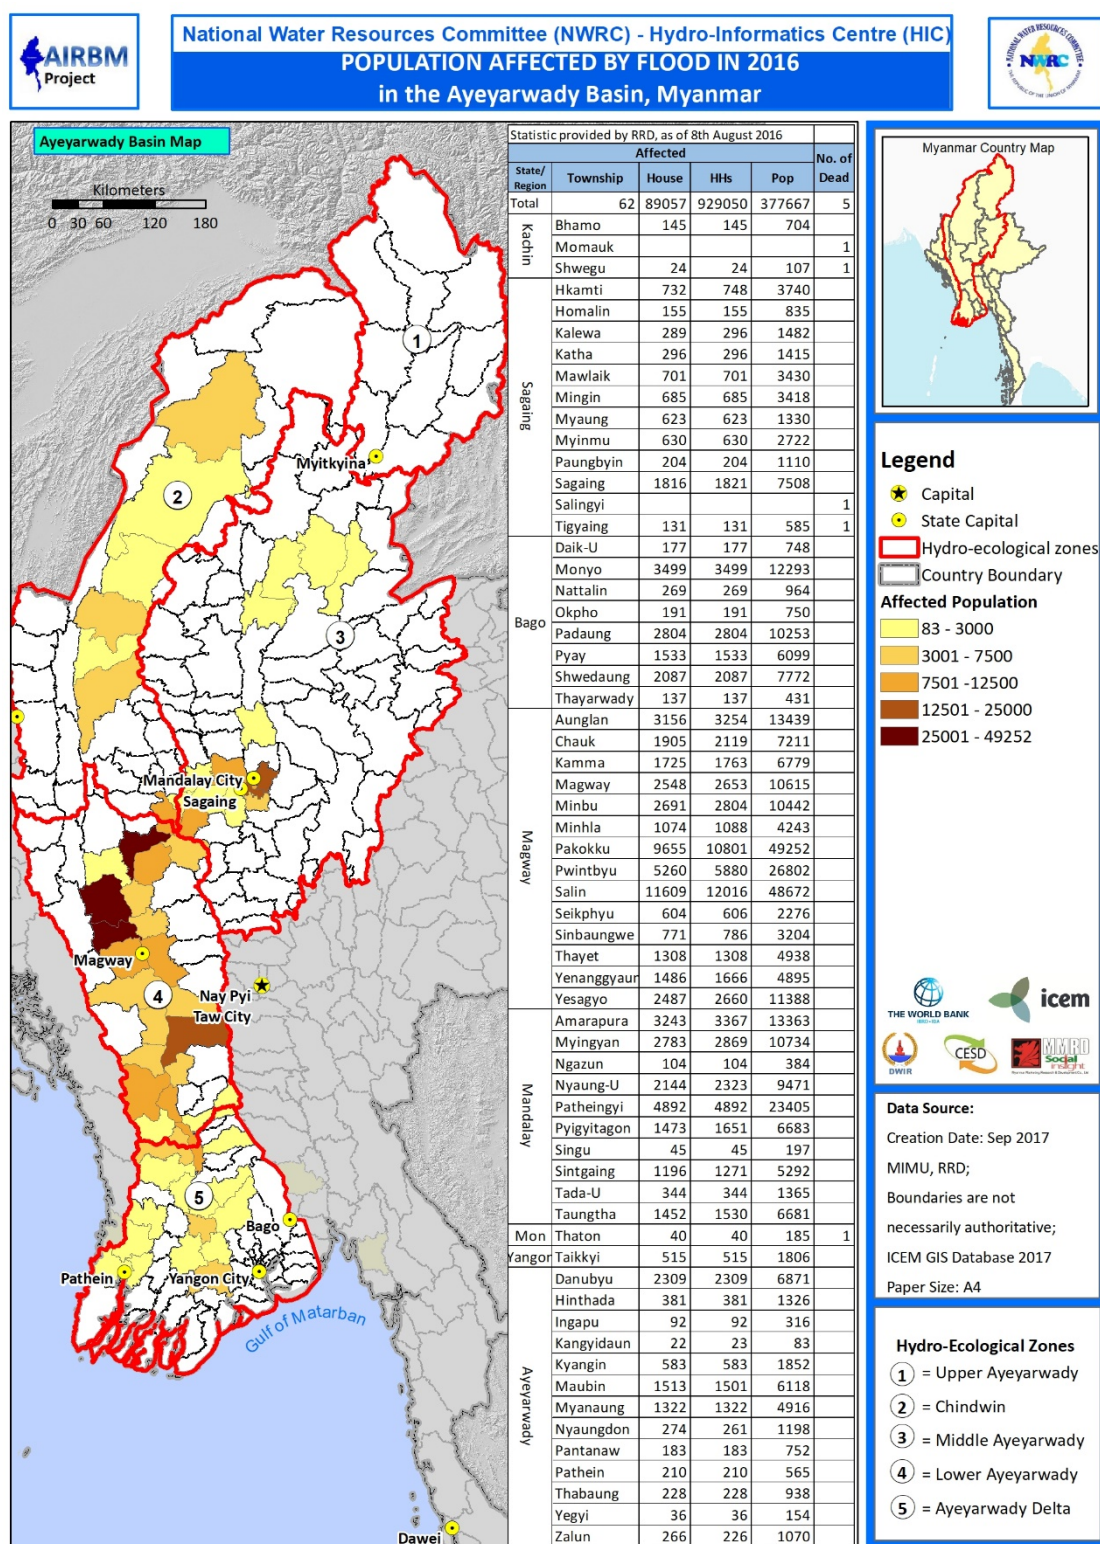 AIRBM
Project
National Water Resources Committee (NWRC) - Hydro-Informatics Centre (HIC)
POPULATION AFFECTED BY FLOOD IN 2016
in the Ayeyarwady Basin, Myanmar
NWRC
Ayeyarwady Basin Map
Kilometers
0 30 60 120 180
1
2
Myitkyina
3
Mandalay City
Sagaing
Magway
4
Nay Pyi
Taw City
5
Bago
Pathein
Yangon City
Gulf of Matarban
Dawei
Statistic provided by RRD, as of 8th August 2016
Affected No. of Dead
State/Region Township House HHs Pop
Total 62 89057 929050 377667 5
Kachin
Bhamo 145 145 704
Momauk 1
Shwegu 24 24 107 1
Sagaing
Hkamti 732 748 3740
Homalin 155 155 835
Kalewa 289 296 1482
Katha 296 296 1415
Mawlaik 701 701 3430
Mingin 685 685 3418
Myaung 623 623 1330
Myinmu 630 630 2722
Paungbyin 204 204 1110
Sagaing 1816 1821 7508
Salingyi 1
Tigyaing 131 131 585 1
Bago
Daik-U 177 177 748
Monyo 3499 3499 12293
Nattalin 269 269 964
Okpho 191 191 750
Padaung 2804 2804 10253
Pyay 1533 1533 6099
Shwedaung 2087 2087 7772
Thayarwady 137 137 431
Magway
Aunglan 3156 3254 13439
Chauk 1905 2119 7211
Kamma 1725 1763 6779
Magway 2548 2653 10615
Minbu 2691 2804 10442
Minhla 1074 1088 4243
Pakokku 9655 10801 49252
Pwintbyu 5260 5880 26802
Salin 11609 12016 48672
Seikphyu 604 606 2276
Sinbaungwe 771 786 3204
Thayet 1308 1308 4938
Yenanggyaun 1486 1666 4895
Yesagyo 2487 2660 11388
Mandalay
Amarapura 3243 3367 13363
Myingyan 2783 2869 10734
Ngazun 104 104 384
Nyaung-U 2144 2323 9471
Patheingyi 4892 4892 23405
Pyigyitagon 1473 1651 6683
Singu 45 45 197
Sintgaing 1196 1271 5292
Tada-U 344 344 1365
Taungtha 1452 1530 6681
Mon Thaton 40 40 185 1
Yangon Taikkyi 515 515 1806
Ayeyarwady
Danubyu 2309 2309 6871
Hinthada 381 381 1326
Ingapu 92 92 316
Kangyidaun 22 23 83
Kyangin 583 583 1852
Maubin 1513 1501 6118
Myanaung 1322 1322 4916
Nyaungdon 274 261 1198
Pantanaw 183 183 752
Pathein 210 210 565
Thabaung 228 228 938
Yegyi 36 36 154
Zalun 266 226 1070
Myanmar Country Map
Legend
Capital
State Capital
Hydro-ecological zones
Country Boundary
Affected Population
83 - 3000
3001 - 7500
7501 -12500
12501 - 25000
25001 - 49252
THE WORLD BANK
icem
DWIR
CESD
MMRD
Social
insight
Data Source:
Creation Date: Sep 2017
MIMU, RRD;
Boundaries are not
necessarily authoritative;
ICEM GIS Database 2017
Paper Size: A4
Hydro-Ecological Zones
1 = Upper Ayeyarwady
2 = Chindwin
3 = Middle Ayeyarwady
4 = Lower Ayeyarwady
5 = Ayeyarwady Delta